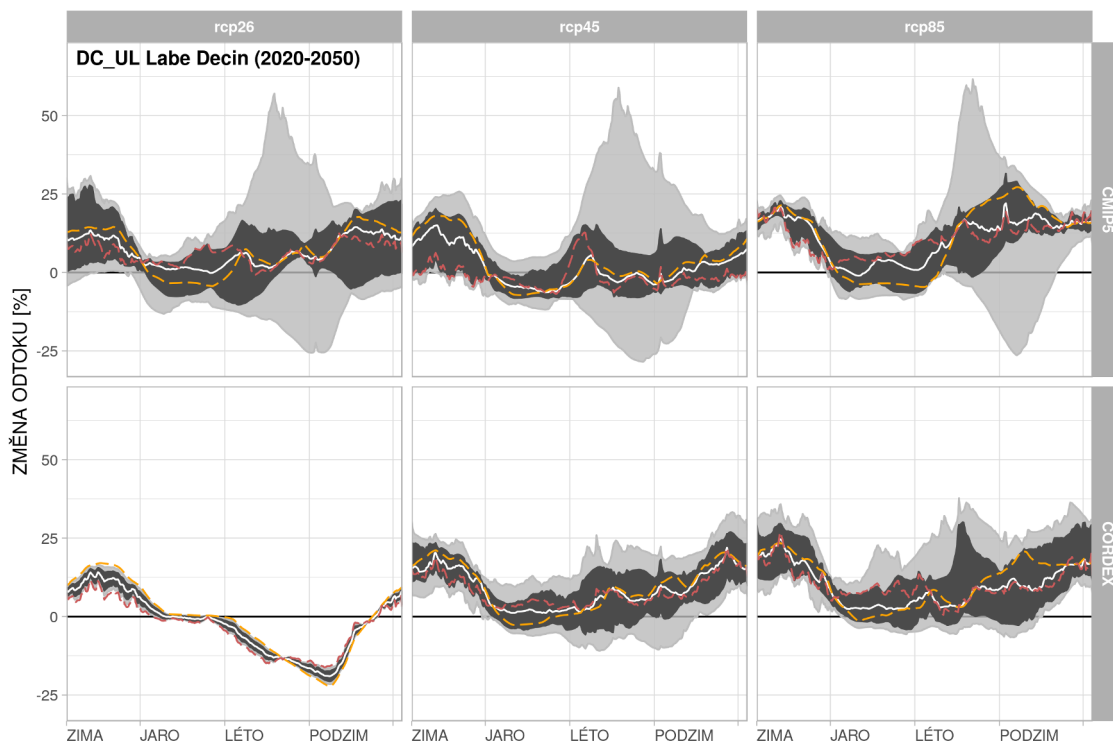 rcp26 rcp45 rcp85
DC_UL Labe Decin (2020-2050)
ZMĚNA ODTOKU [%]
50
25
0
-25
CMIP5
50
25
0
-25
CORDEX
ZIMA JARO LÉTO PODZIM ZIMA JARO LÉTO PODZIM ZIMA JARO LÉTO PODZIM